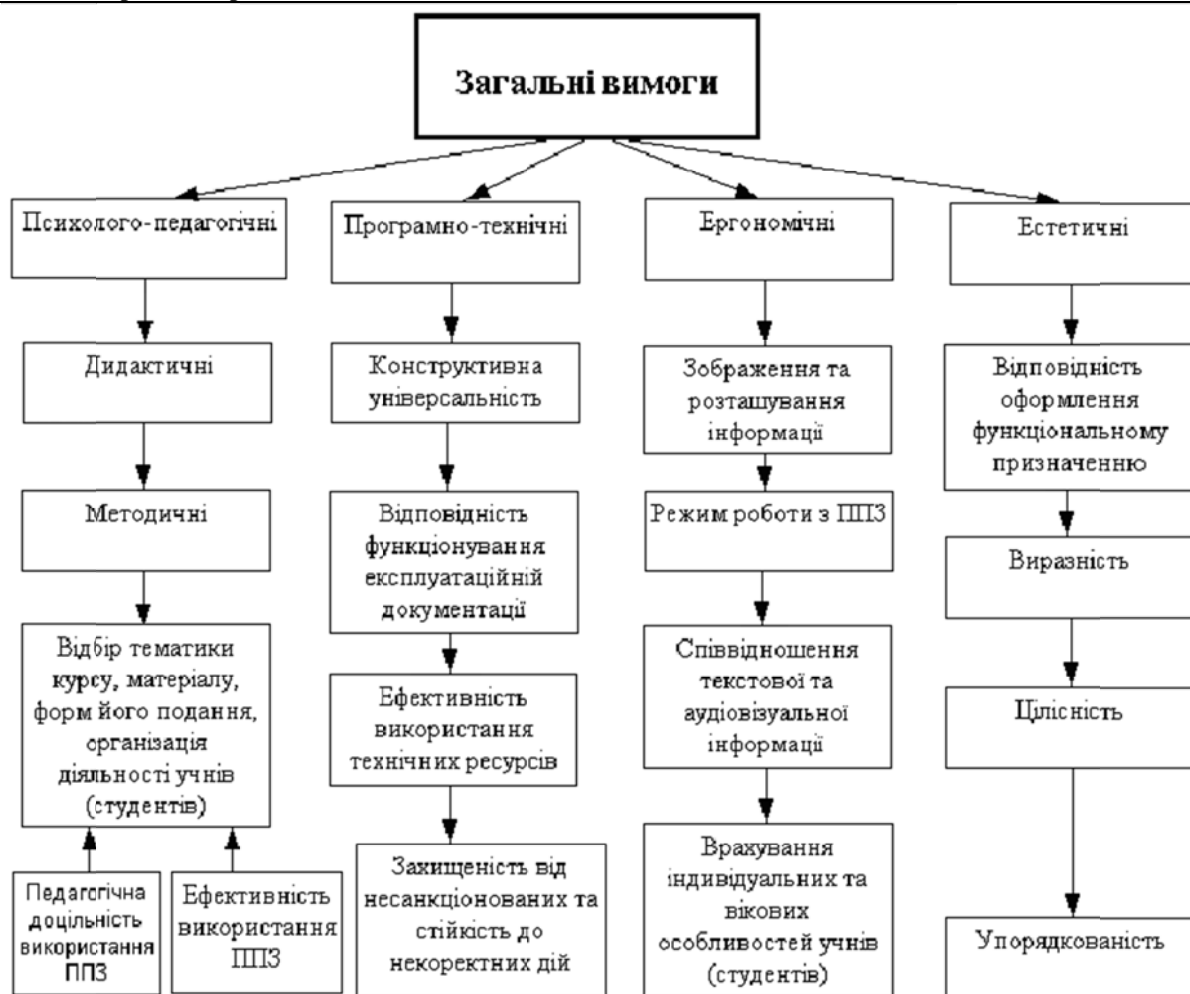 Загальні вимоги
Психолого-педагогічні
Програмно-технічні
Ергономічні
Естетичні
Дидактичні
Конструктивна
універсальність
Зображення та
розташування
інформації
Відповідність
оформлення
функціональному
призначенню
Методичні
Відповідність
функціонування
експлуатаційній
документації
Режим роботи з ППЗ
Виразність
Відбір тематики
курсу, матеріалу,
форм його подання,
організація
діяльності учнів
(студентів)
Ефективність
використання
технічних ресурсів
Співвідношення
текстової та
аудіовізуальної
інформації
Цілісність
Педагогічна
доцільність
використання
ППЗ
Ефективність
використання
ППЗ
Захищеність від
несанкціонованих та
стійкість до
некоректних дій
Врахування
індивідуальних та
вікових
особливостей учнів
(студентів)
Упорядкованість